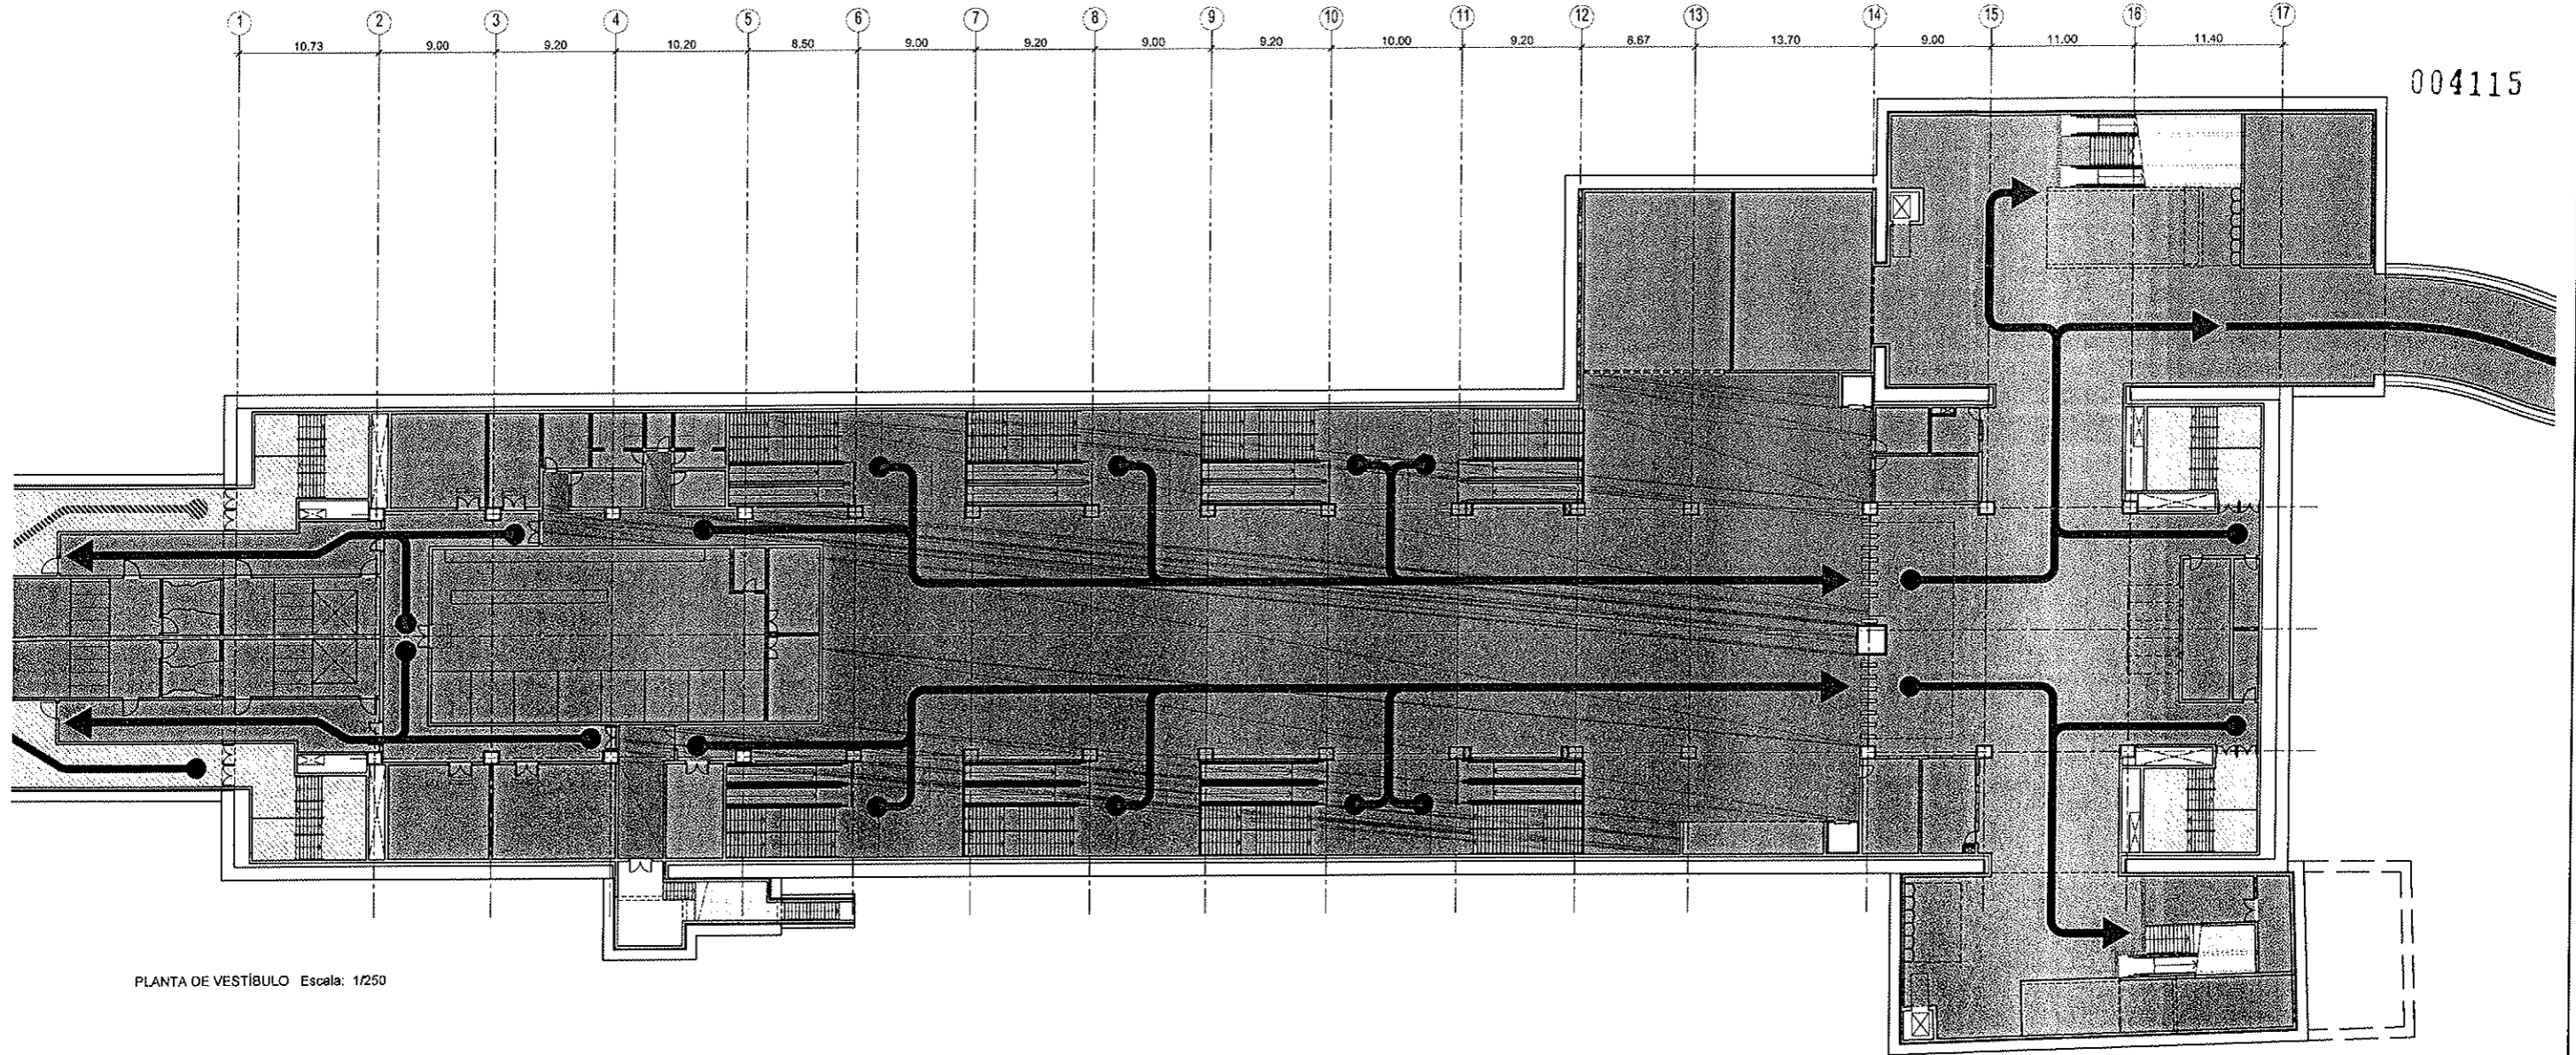 1 2 3 4 5 6 7 8 9 10 11 12 13 14 15 16 17
10.73 9.00 9.20 10.20 8.50 9.00 9.20 9.00 9.20 10.00 9.20 8.67 13.70 9.00 11.00 11.40
004115
PLANTA DE VESTÍBULO Escala: 1/250